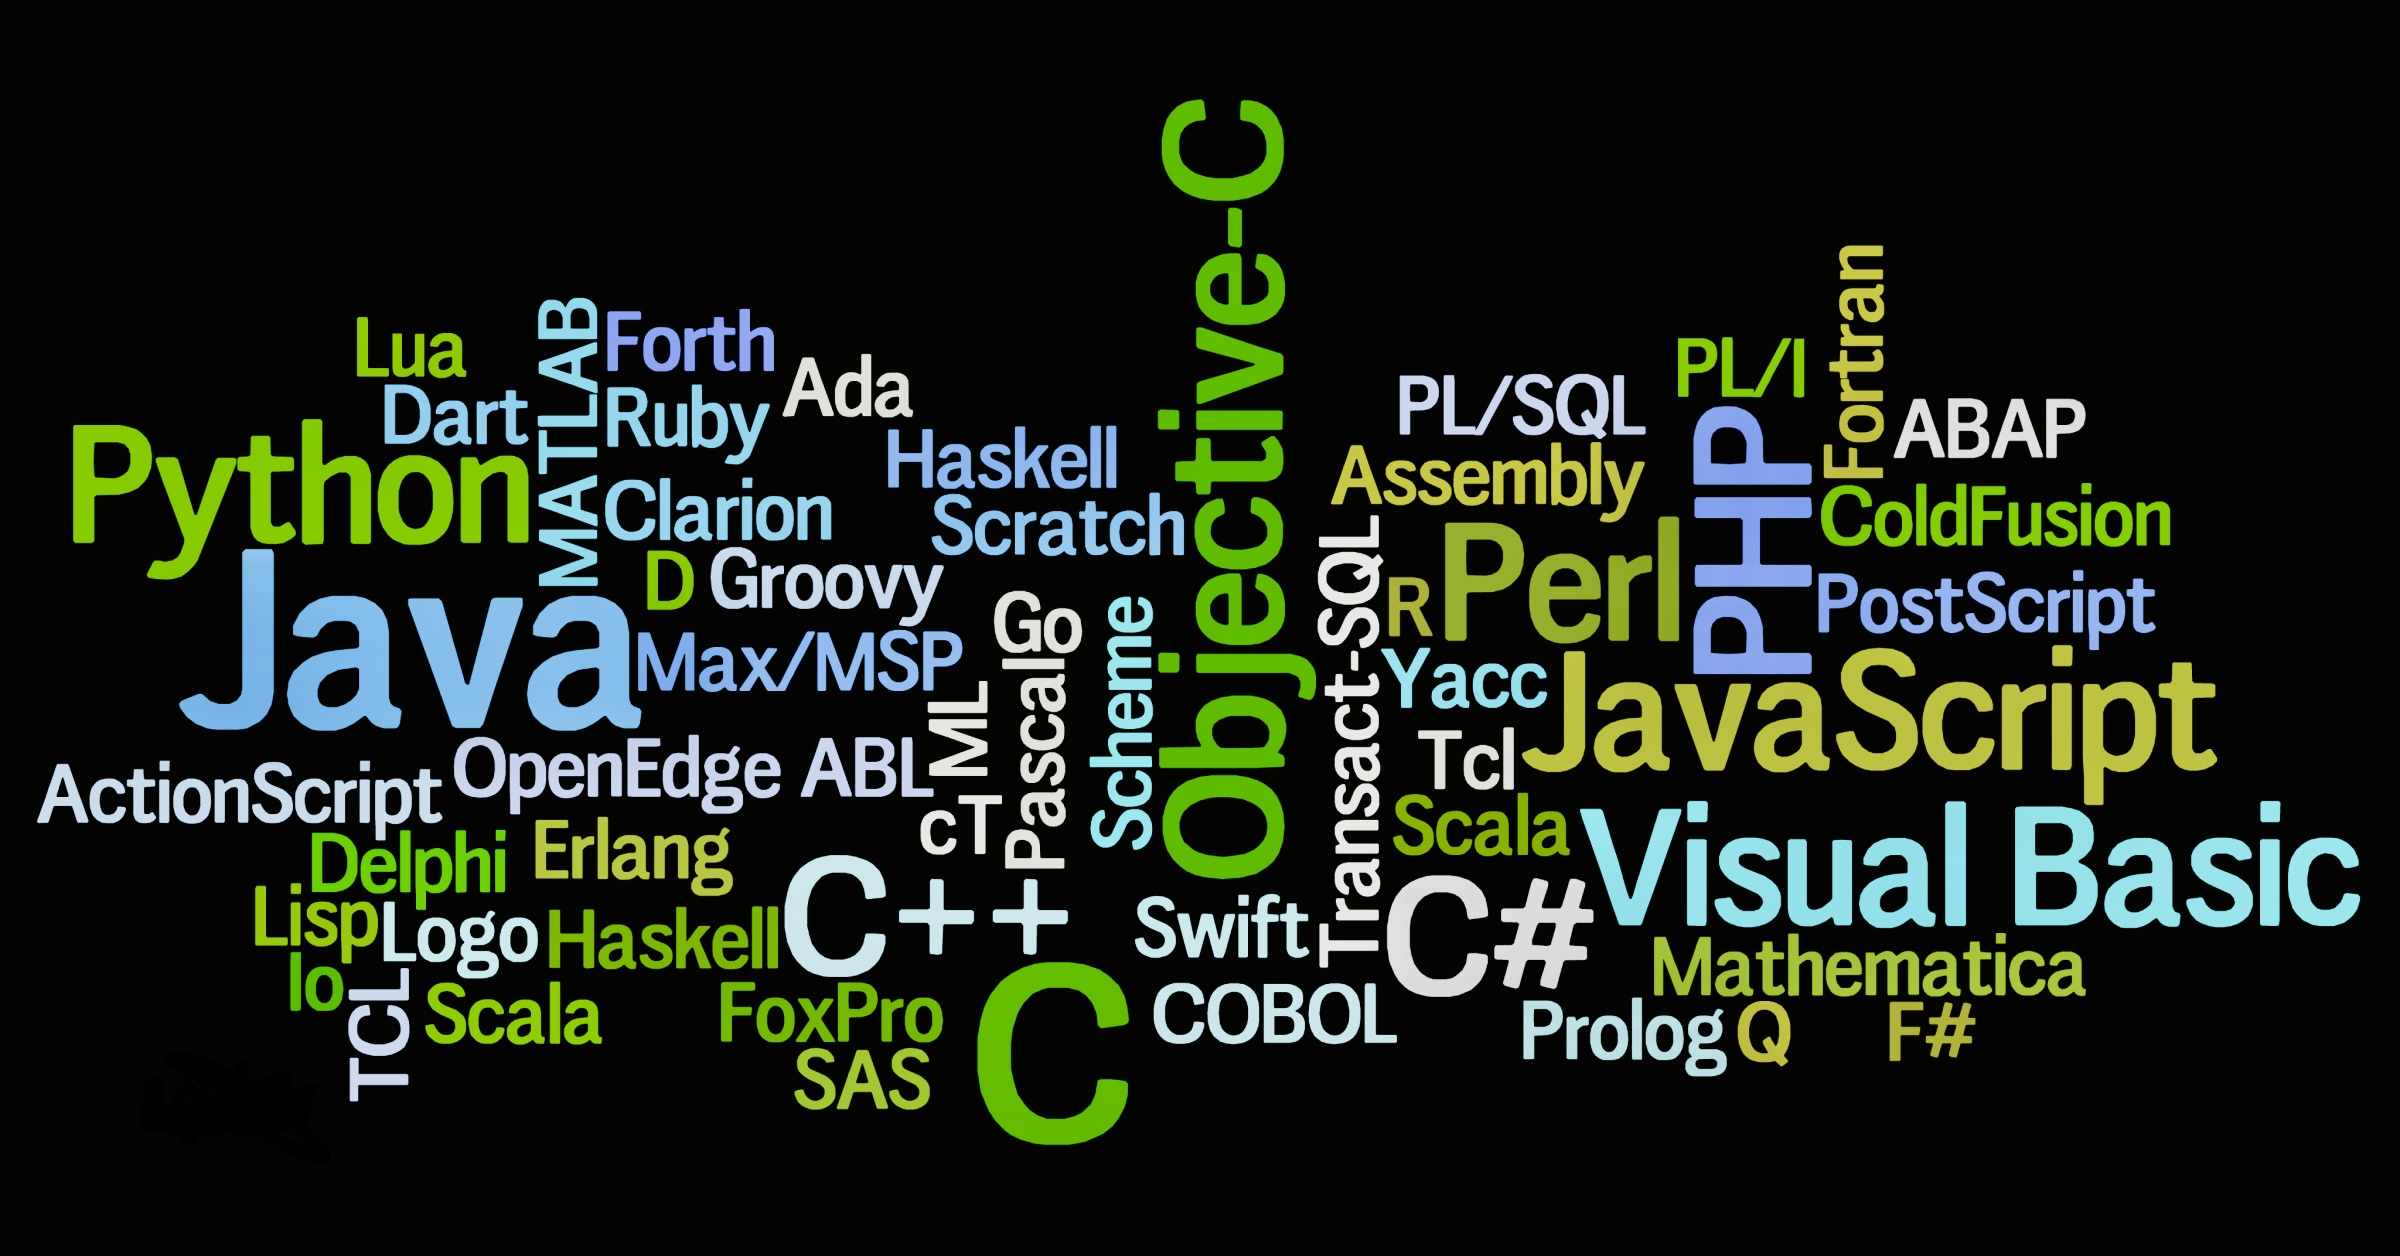 Objective-C
Fortran
MATLAB
Forth
Lua
PL/I
Ada
PL/SQL
Dart
Ruby
ABAP
PHP
Python
Haskell
Assembly
Clarion
Scratch
ColdFusion
Perl
D
Groovy
Transact-SQL
R
PostScript
Java
Go
Scheme
Max/MSP
Yacc
JavaScript
ML
Pascal
Tcl
OpenEdge ABL
ActionScript
cT
Scala
Visual Basic
Delphi
Erlang
C++
C#
Lisp
Logo
Haskell
Swift
Mathematica
Io
TCL
Scala
FoxPro
C
COBOL
Prolog
Q
F#
SAS